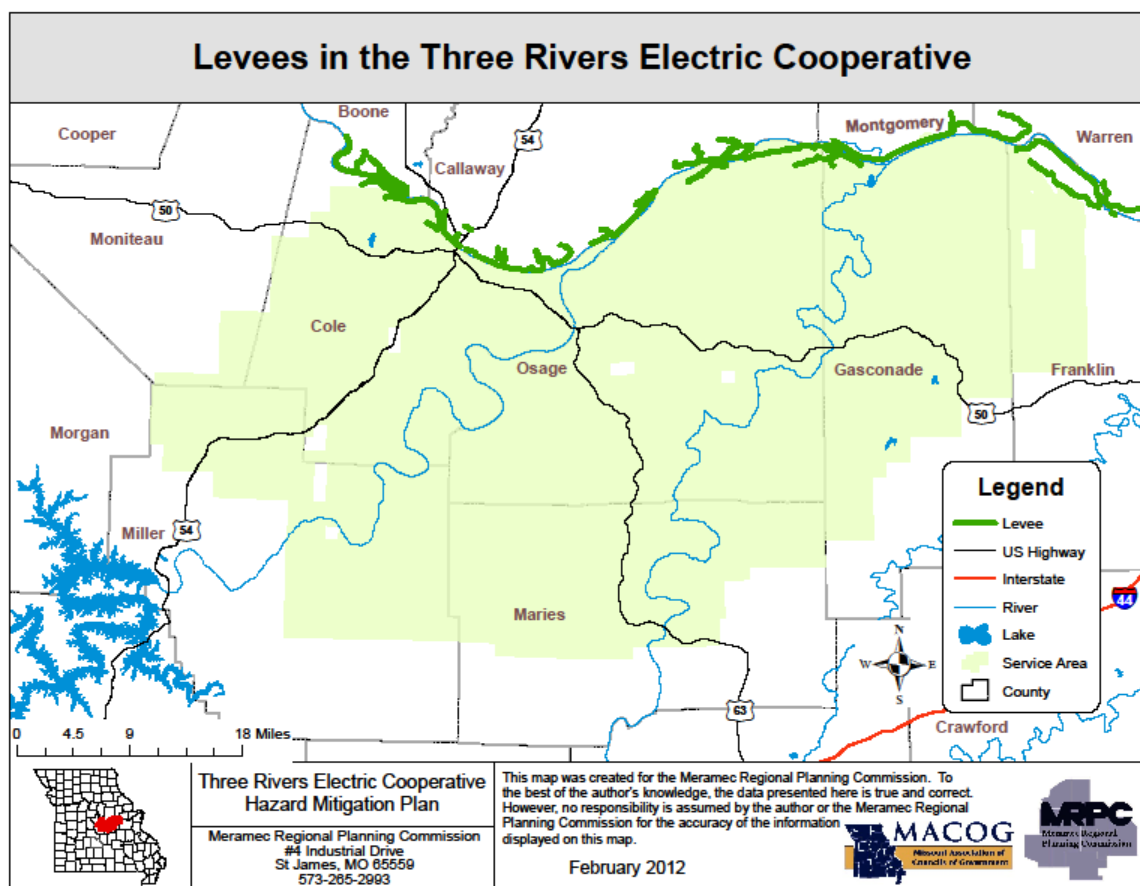 Levees in the Three Rivers Electric Cooperative
Boone
Cooper
Montgomery
Warren
54
Callaway
50
Moniteau
Cole
Osage
Gasconade
Franklin
50
Morgan
Miller
54
Maries
63
44
Crawford
Legend
Levee
US Highway
Interstate
River
Lake
Service Area
County
N
W
E
S
0 4.5 9 18 Miles
Three Rivers Electric Cooperative
Hazard Mitigation Plan
Meramec Regional Planning Commission
#4 Industrial Drive
St James, MO 65559
573-265-2993
This map was created for the Meramec Regional Planning Commission. To
the best of the author's knowledge, the data presented here is true and correct.
However, no responsibility is assumed by the author or the Meramec Regional
Planning Commission for the accuracy of the information
displayed on this map.
February 2012
MACOG
Missouri Association of
Councils of Government
MRPC
Meramec Regional
Planning Commission